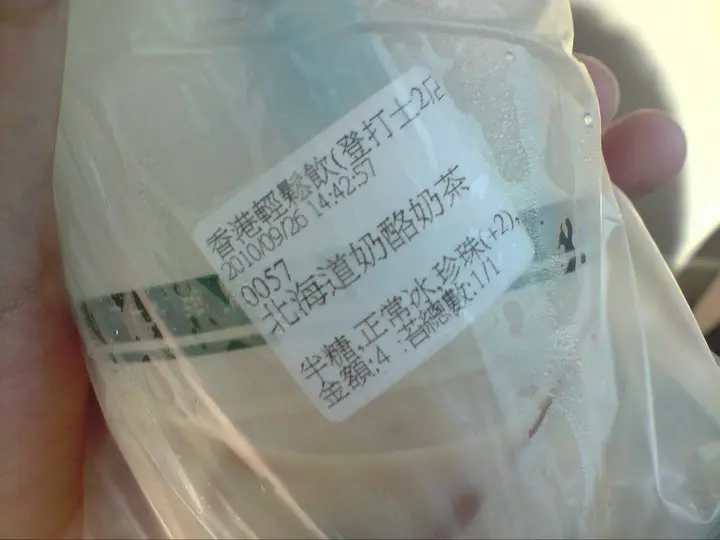 香港輕鬆飲(登打士2店
2010/09/26 14:42:57
0057
北海道奶酪奶茶
半糖,正常冰,珍珠(+2),
金額:4 :杯總數:1/1